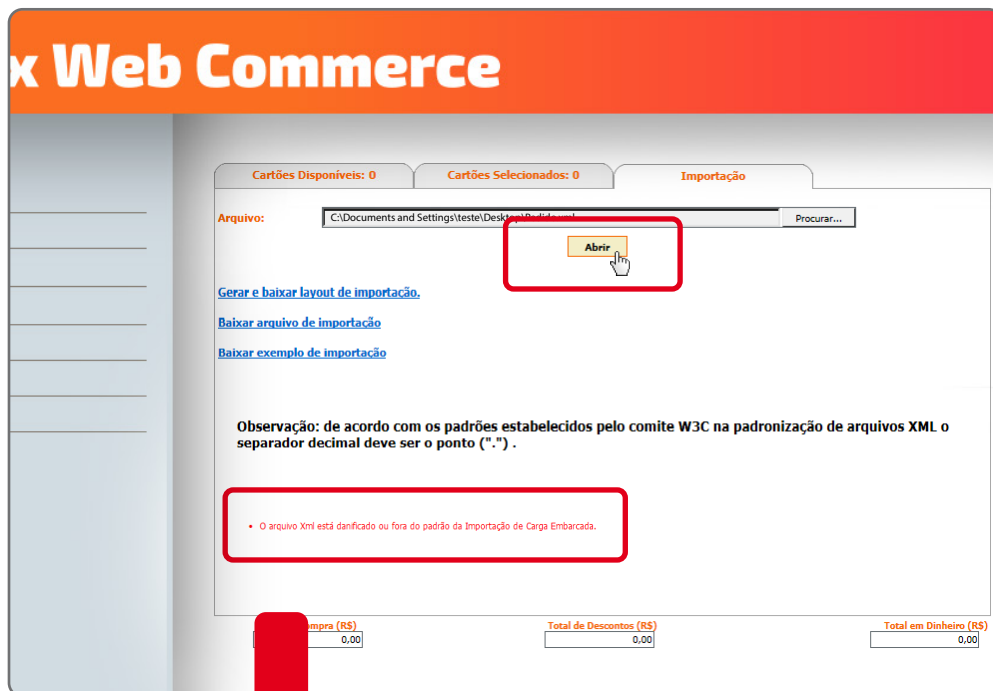 x Web Commerce
Cartões Disponíveis: 0
Cartões Selecionados: 0
Importação
Arquivo:
C:\Documents and Settings\teste\Desktop\Pedido.xml
Procurar...
Abrir
Gerar e baixar layout de importação.
Baixar arquivo de importação
Baixar exemplo de importação
Observação: de acordo com os padrões estabelecidos pelo comite W3C na padronização de arquivos XML o
separador decimal deve ser o ponto (".") .
• O arquivo Xml está danificado ou fora do padrão da Importação de Carga Embarcada.
(R$)
Total de Descontos (R$)
Total em Dinheiro (R$)
0,00
0,00
0,00